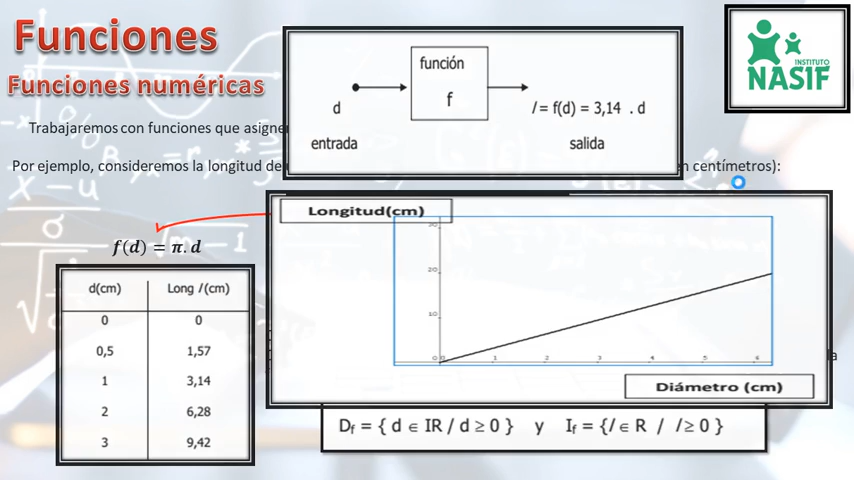 Funciones
Funciones numéricas
INSTITUTO
NASIF
función
f
d
l = f(d) = 3,14 . d
entrada
salida
Trabajaremos con funciones que asigne
Por ejemplo, consideremos la longitud de
n centímetros):
f(d) = π.d
d(cm) Long l(cm)
0 0
0,5 1,57
1 3,14
2 6,28
3 9,42
Longitud(cm)
30
20
10
0 0 1 2 3 4 5 6
Diámetro (cm)
la
Df = { d ∈ IR / d ≥ 0 } y If = {l ∈ R / l ≥ 0 }